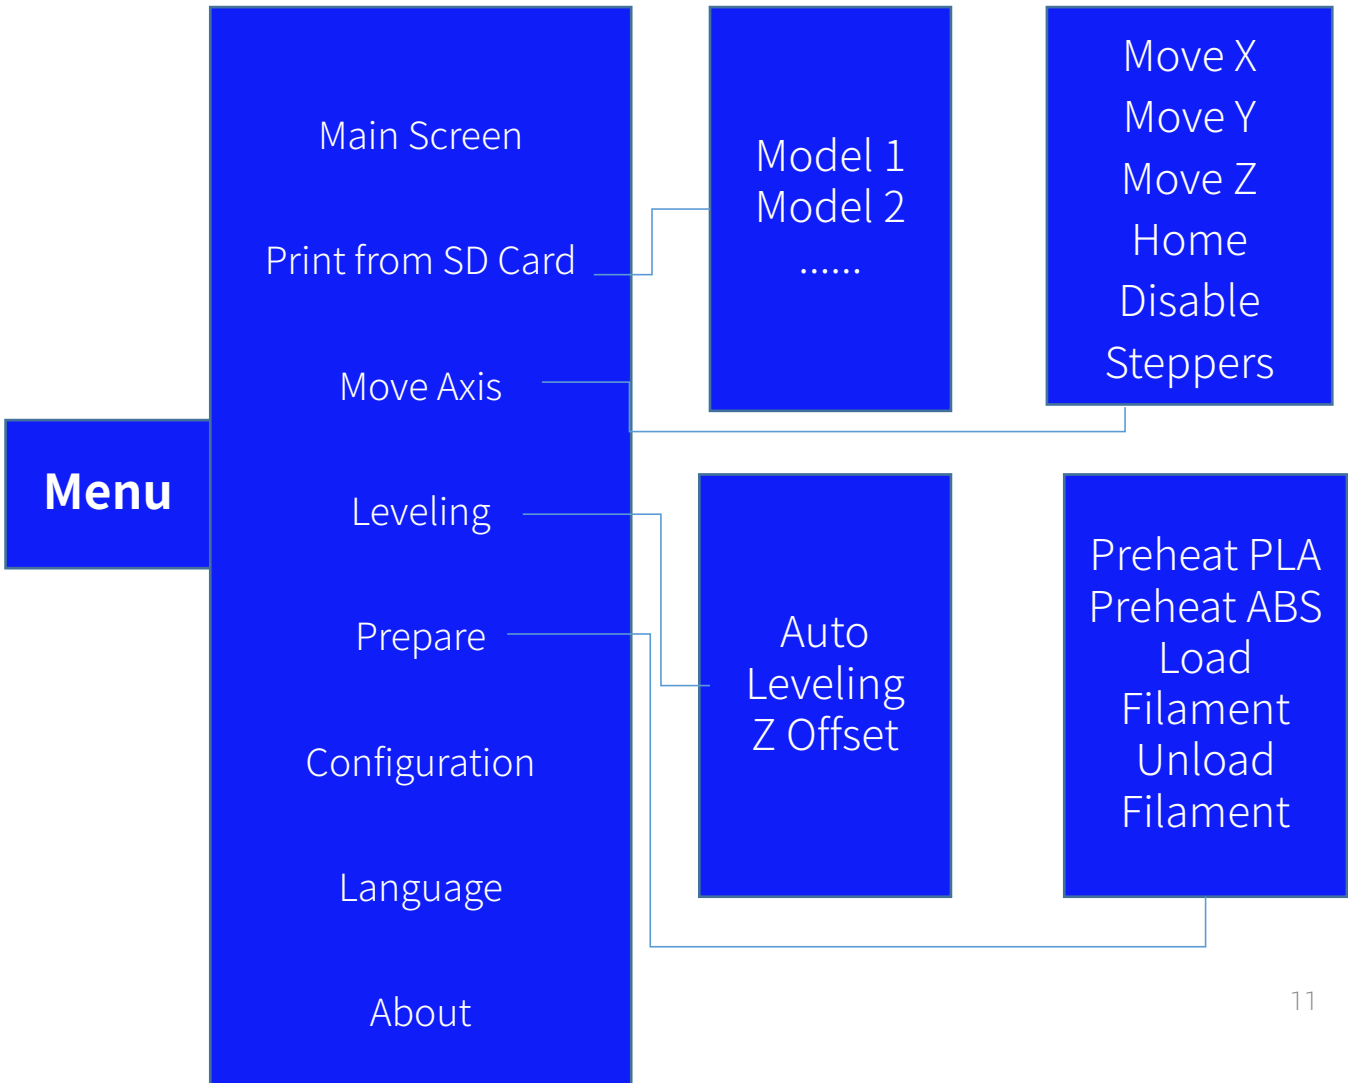 Menu
Main Screen
Print from SD Card
Move Axis
Leveling
Prepare
Configuration
Language
About
Model 1
Model 2
......
Move X
Move Y
Move Z
Home
Disable
Steppers
Auto
Leveling
Z Offset
Preheat PLA
Preheat ABS
Load
Filament
Unload
Filament
11